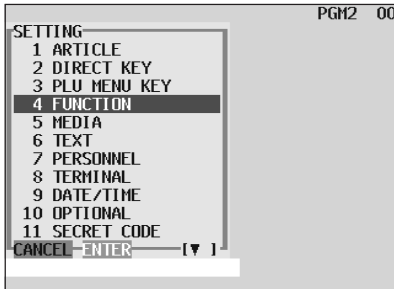 PGM2 00
SETTING
1 ARTICLE
2 DIRECT KEY
3 PLU MENU KEY
4 FUNCTION
5 MEDIA
6 TEXT
7 PERSONNEL
8 TERMINAL
9 DATE/TIME
10 OPTIONAL
11 SECRET CODE
CANCEL ENTER [▼ ]